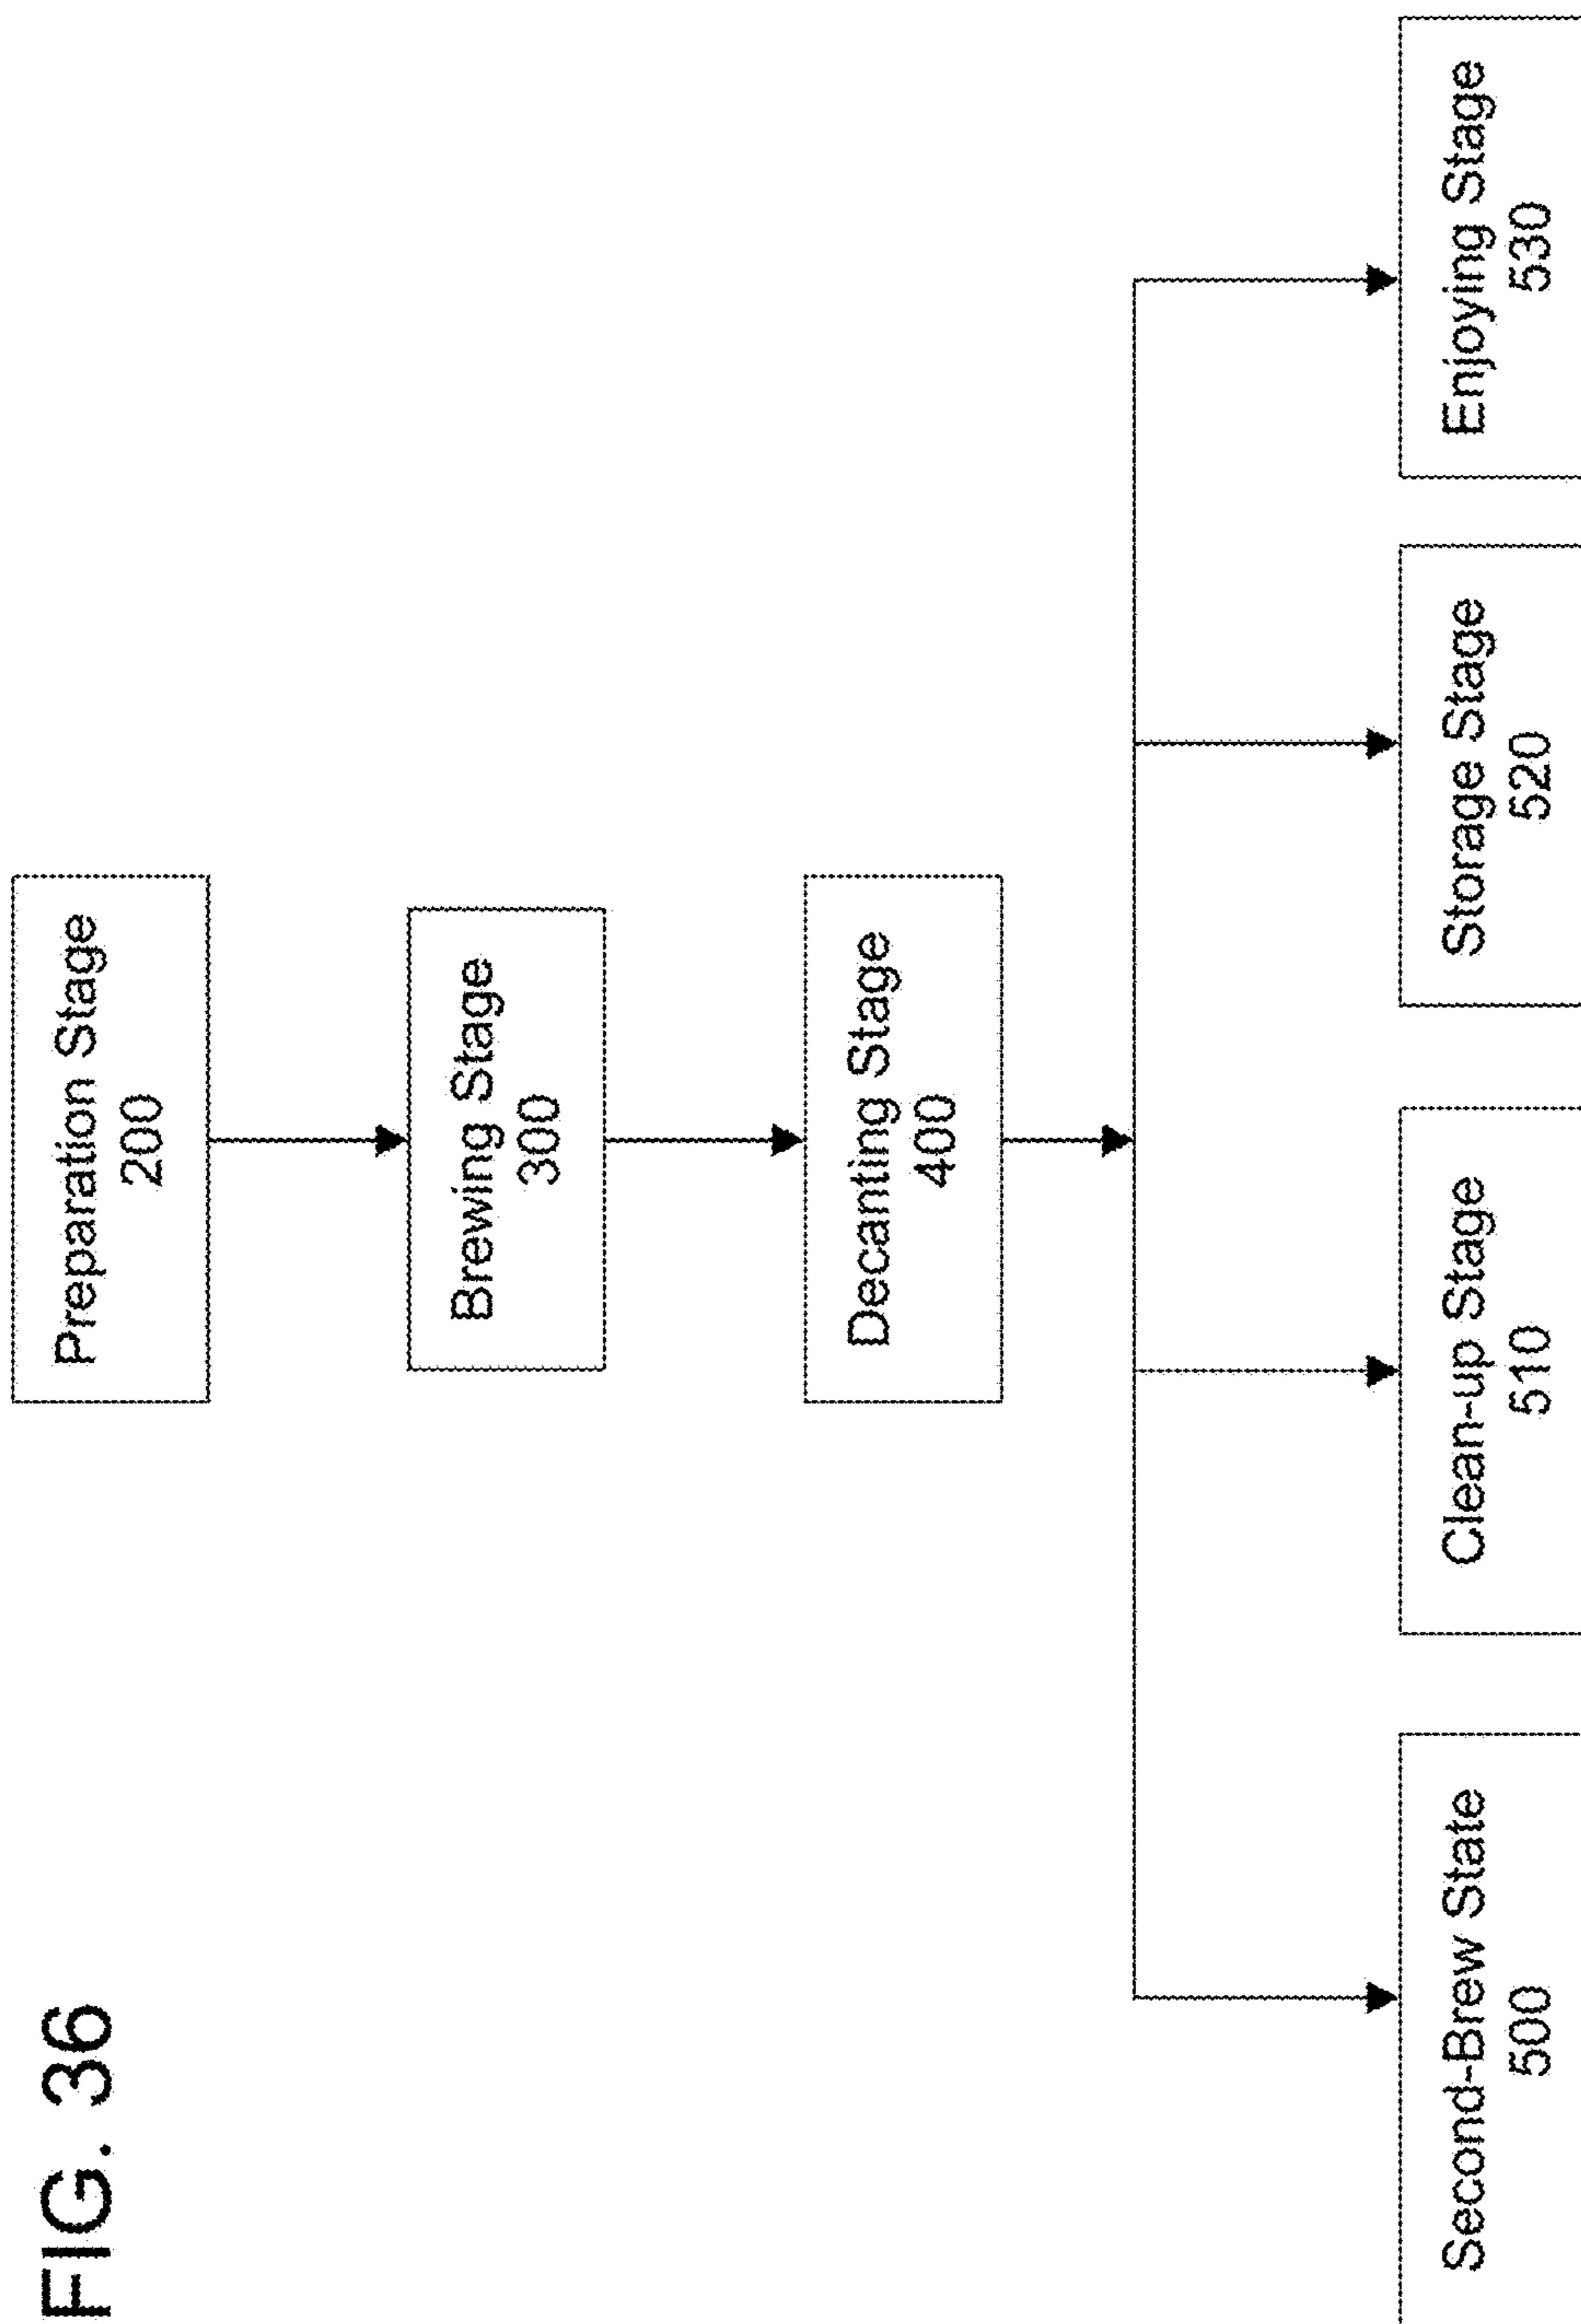 FIG. 36
Preparation Stage
200
Brewing Stage
300
Decanting Stage
400
Second-Brew State
500
Clean-up Stage
510
Storage Stage
520
Enjoying Stage
530